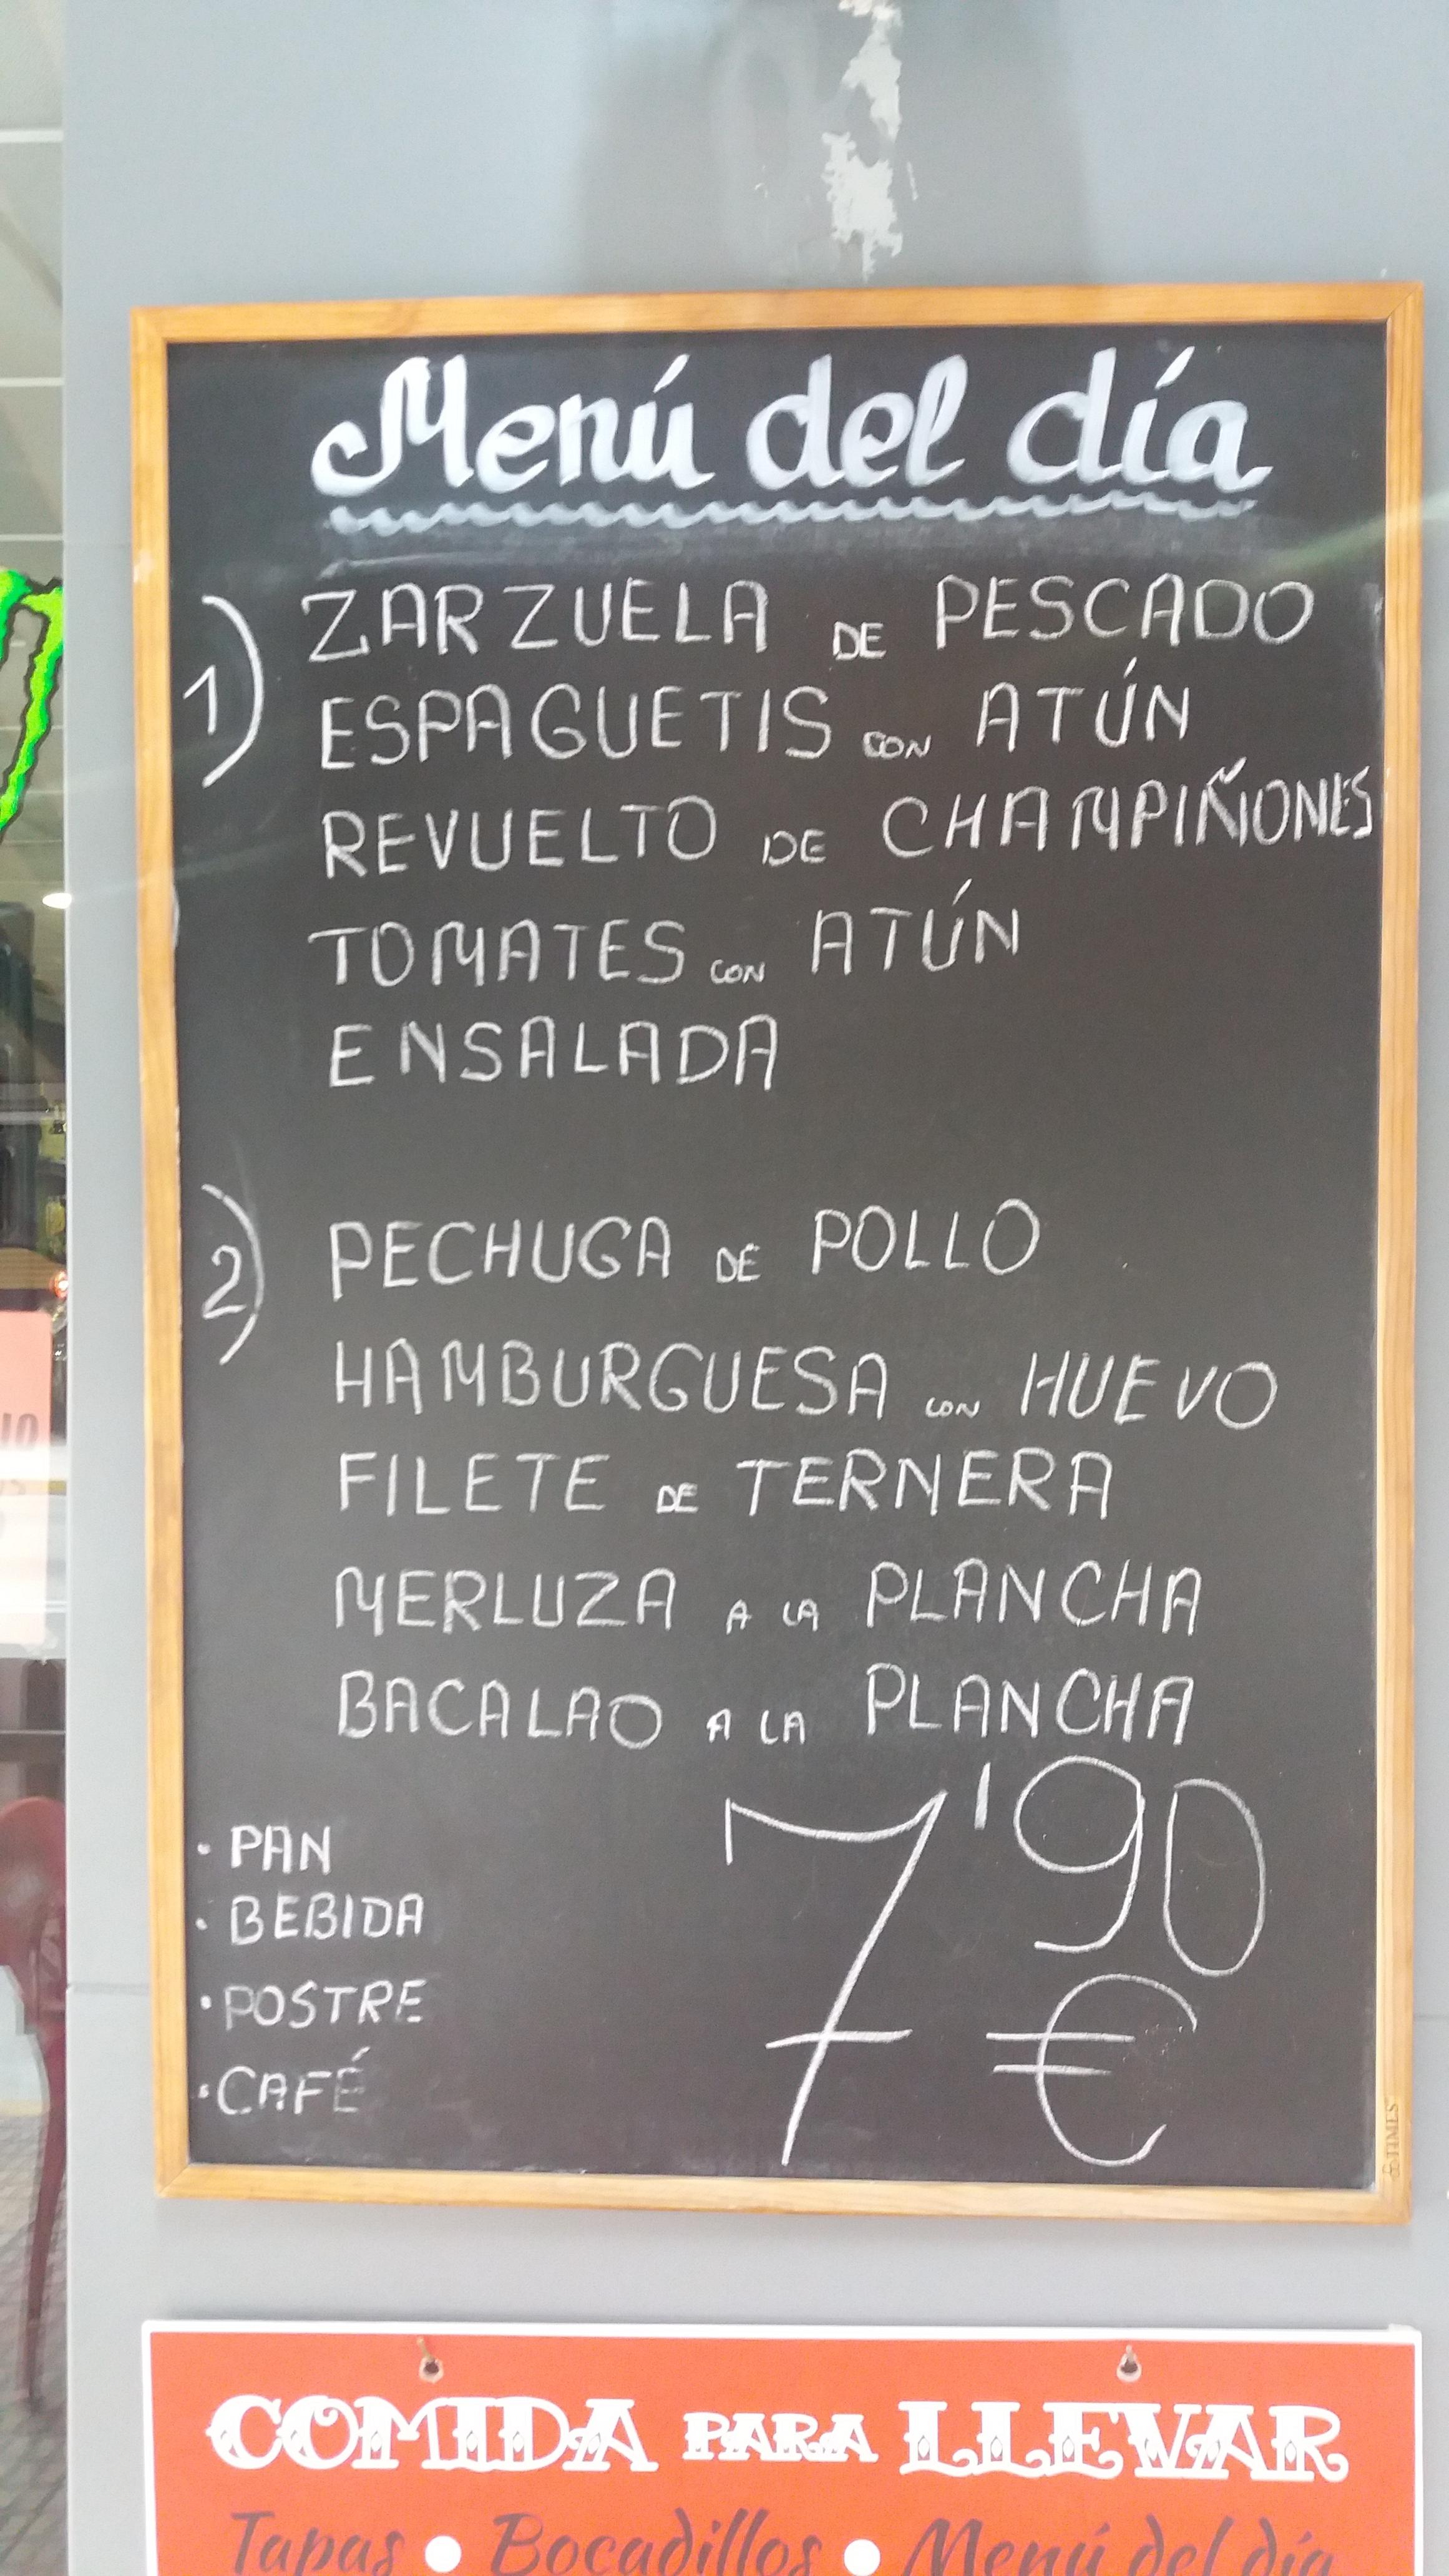 Menú del día
1) ZARZUELA DE PESCADO
ESPAGUETIS CON ATÚN
REVUELTO DE CHAMPIÑONES
TOMATES CON ATÚN
ENSALADA
2) PECHUGA DE POLLO
HAMBURGUESA CON HUEVO
FILETE DE TERNERA
MERLUZA A LA PLANCHA
BACALAO A LA PLANCHA
7'90 €
· PAN
· BEBIDA
· POSTRE
· CAFÉ
TIMES
COMIDA PARA LLEVAR
Tapas • Bocadillos • Menú del día